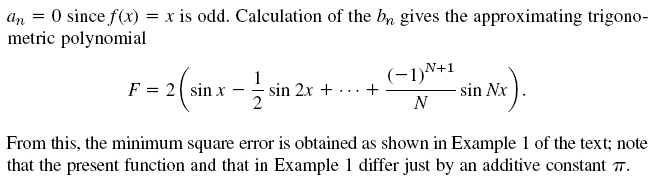 aₙ = 0 since f(x) = x is odd. Calculation of the bₙ gives the approximating trigono-
metric polynomial
F = 2 ( sin x − 1/2 sin 2x + ··· + (−1)^{N+1}/N sin Nx ).
From this, the minimum square error is obtained as shown in Example 1 of the text; note
that the present function and that in Example 1 differ just by an additive constant π.